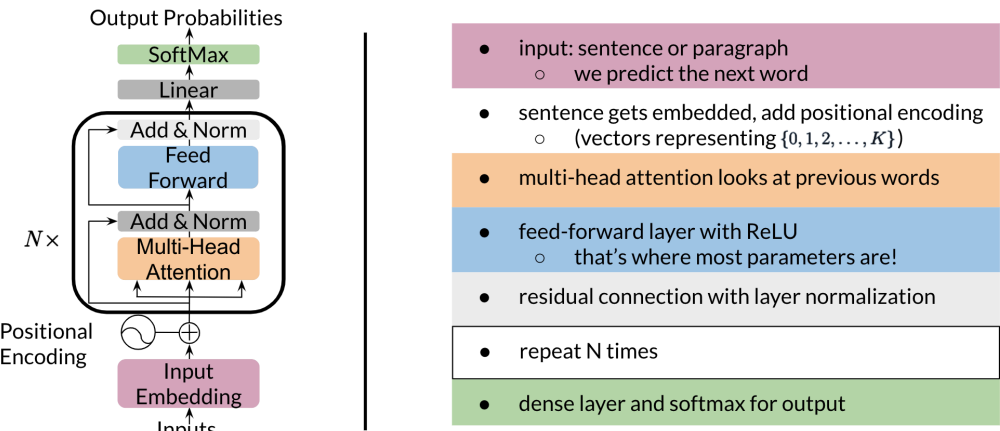 Output Probabilities
SoftMax
Linear
Add & Norm
Feed
Forward
Add & Norm
Multi-Head
Attention
N×
Positional
Encoding
Input
Embedding
Inputs
● input: sentence or paragraph
○ we predict the next word
● sentence gets embedded, add positional encoding
○ (vectors representing {0, 1, 2, . . . , K})
● multi-head attention looks at previous words
● feed-forward layer with ReLU
○ that's where most parameters are!
● residual connection with layer normalization
● repeat N times
● dense layer and softmax for output